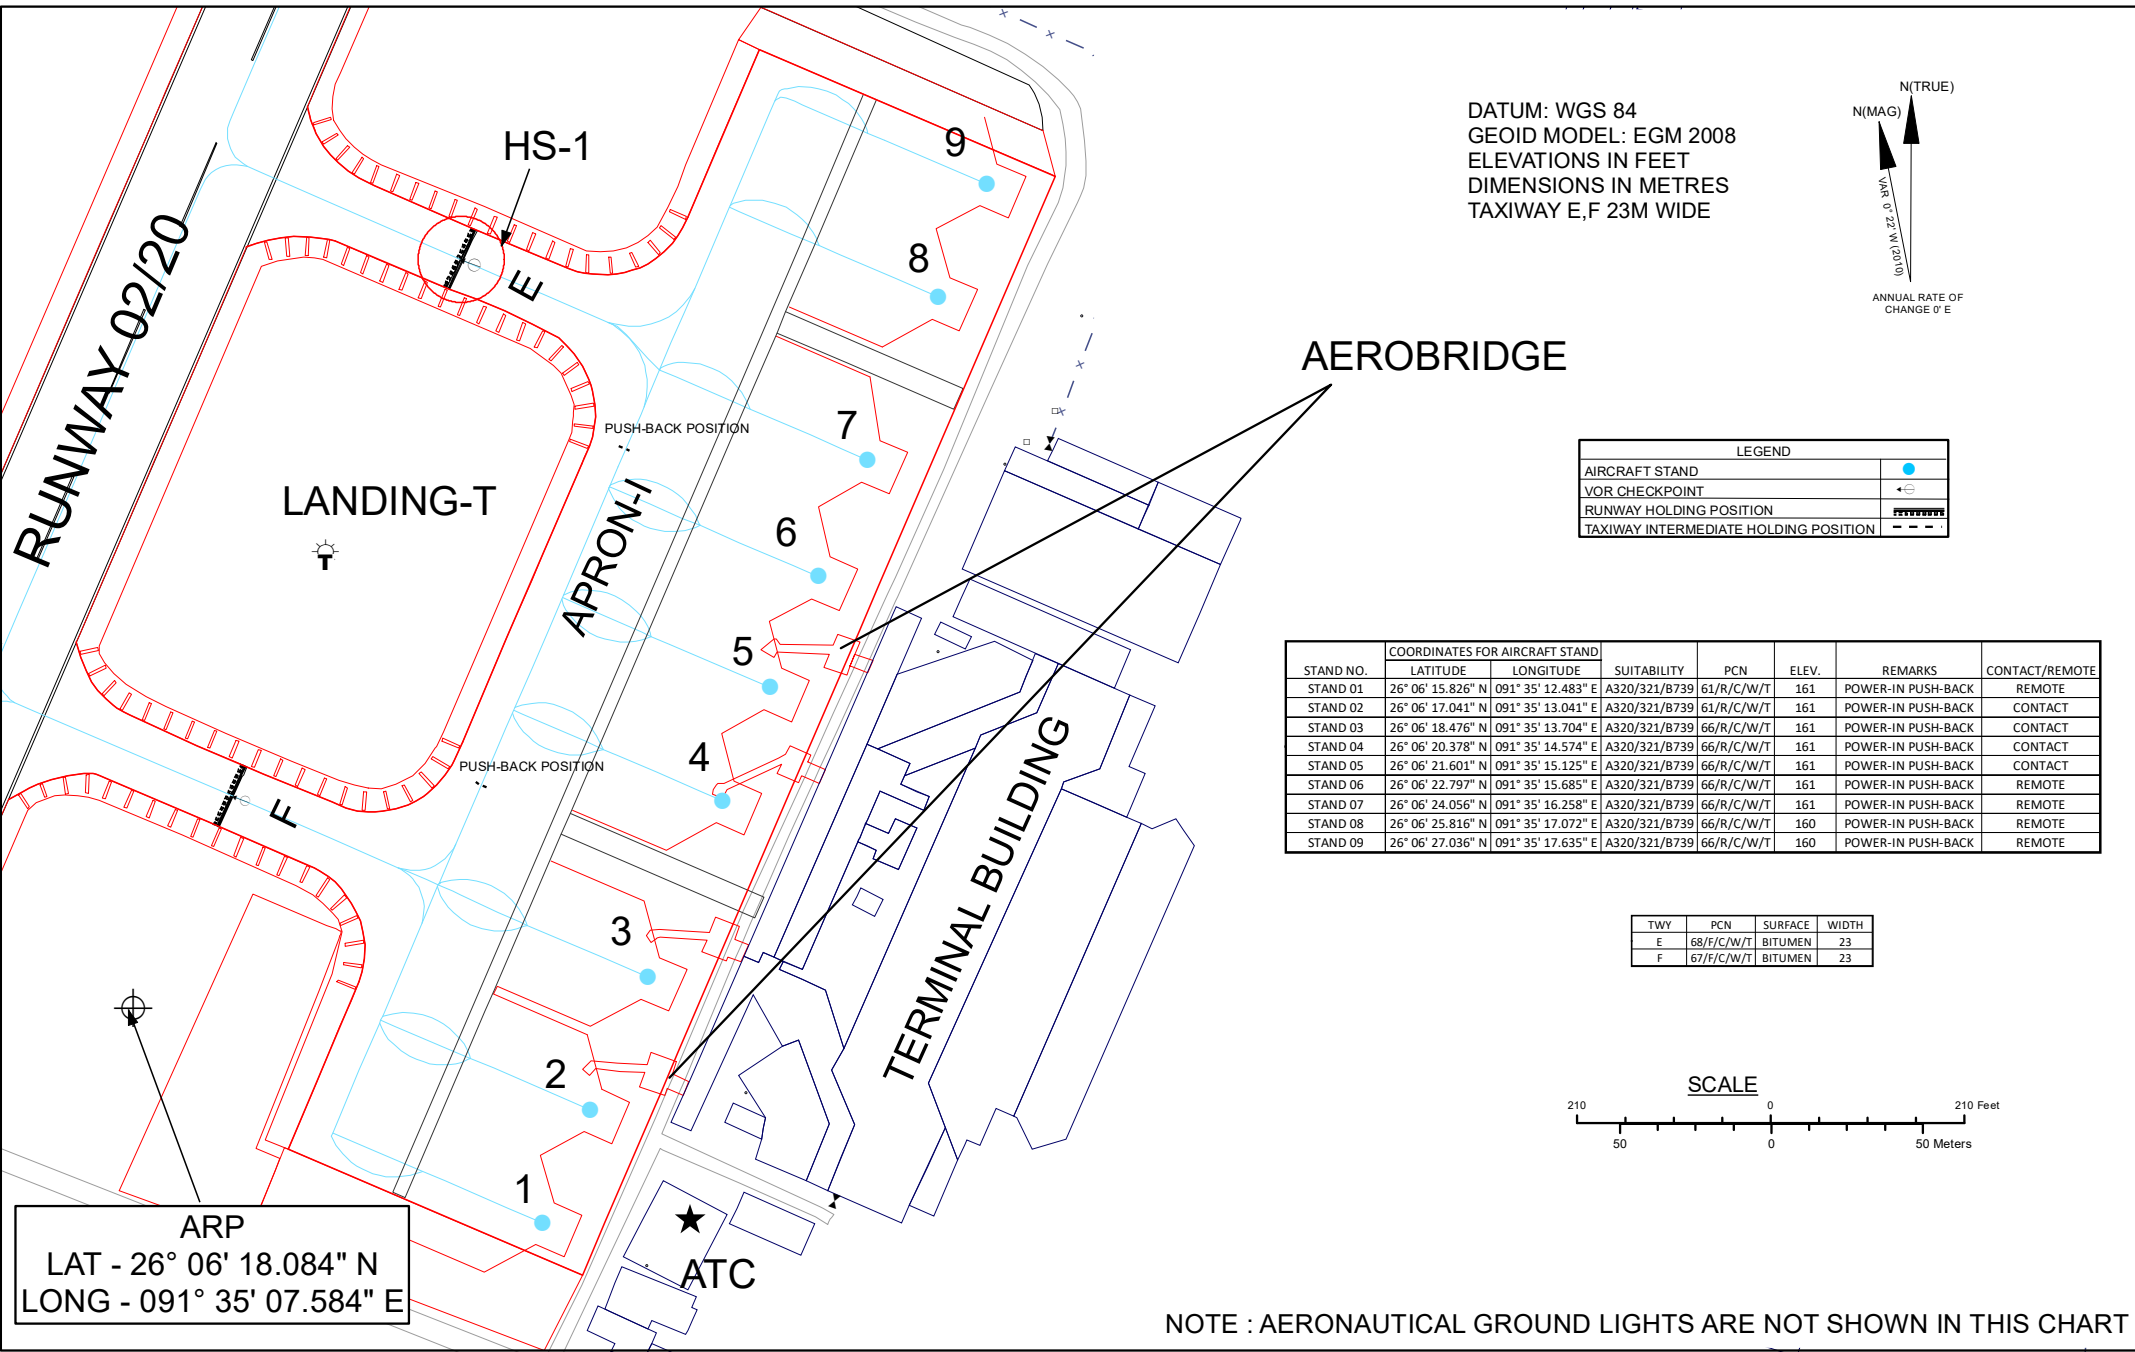 HS-1
E
9
8
7
6
5
4
3
2
1
RUNWAY 02/20
LANDING-T
T
PUSH-BACK POSITION
APRON-I
PUSH-BACK POSITION
F
AEROBRIDGE
TERMINAL BUILDING
ATC
ARP
LAT - 26° 06' 18.084" N
LONG - 091° 35' 07.584" E
DATUM: WGS 84
GEOID MODEL: EGM 2008
ELEVATIONS IN FEET
DIMENSIONS IN METRES
TAXIWAY E,F 23M WIDE
N(TRUE)
N(MAG)
VAR 0° 22' W (2010)
ANNUAL RATE OF
CHANGE 0' E
LEGEND
AIRCRAFT STAND
VOR CHECKPOINT
RUNWAY HOLDING POSITION
TAXIWAY INTERMEDIATE HOLDING POSITION
COORDINATES FOR AIRCRAFT STAND
STAND NO. LATITUDE LONGITUDE SUITABILITY PCN ELEV. REMARKS CONTACT/REMOTE
STAND 01 26° 06' 15.826" N 091° 35' 12.483" E A320/321/B739 61/R/C/W/T 161 POWER-IN PUSH-BACK REMOTE
STAND 02 26° 06' 17.041" N 091° 35' 13.041" E A320/321/B739 61/R/C/W/T 161 POWER-IN PUSH-BACK CONTACT
STAND 03 26° 06' 18.476" N 091° 35' 13.704" E A320/321/B739 66/R/C/W/T 161 POWER-IN PUSH-BACK CONTACT
STAND 04 26° 06' 20.378" N 091° 35' 14.574" E A320/321/B739 66/R/C/W/T 161 POWER-IN PUSH-BACK CONTACT
STAND 05 26° 06' 21.601" N 091° 35' 15.125" E A320/321/B739 66/R/C/W/T 161 POWER-IN PUSH-BACK CONTACT
STAND 06 26° 06' 22.797" N 091° 35' 15.685" E A320/321/B739 66/R/C/W/T 161 POWER-IN PUSH-BACK REMOTE
STAND 07 26° 06' 24.056" N 091° 35' 16.258" E A320/321/B739 66/R/C/W/T 161 POWER-IN PUSH-BACK REMOTE
STAND 08 26° 06' 25.816" N 091° 35' 17.072" E A320/321/B739 66/R/C/W/T 160 POWER-IN PUSH-BACK REMOTE
STAND 09 26° 06' 27.036" N 091° 35' 17.635" E A320/321/B739 66/R/C/W/T 160 POWER-IN PUSH-BACK REMOTE
TWY PCN SURFACE WIDTH
E 68/F/C/W/T BITUMEN 23
F 67/F/C/W/T BITUMEN 23
SCALE
210 0 210 Feet
50 0 50 Meters
NOTE : AERONAUTICAL GROUND LIGHTS ARE NOT SHOWN IN THIS CHART